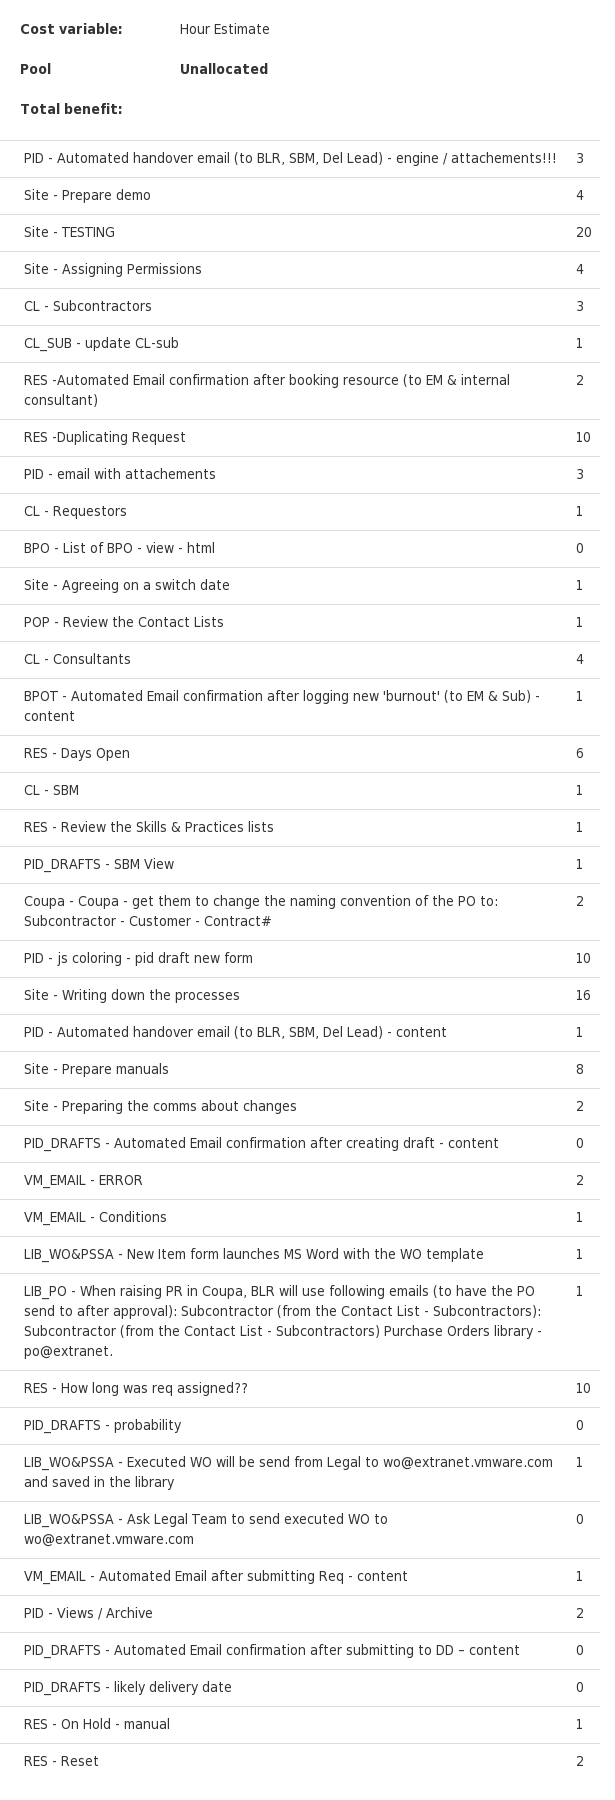 Cost variable: Hour Estimate
Pool Unallocated
Total benefit:
PID - Automated handover email (to BLR, SBM, Del Lead) - engine / attachements!!! 3
Site - Prepare demo 4
Site - TESTING 20
Site - Assigning Permissions 4
CL - Subcontractors 3
CL_SUB - update CL-sub 1
RES -Automated Email confirmation after booking resource (to EM & internal 2
consultant)
RES -Duplicating Request 10
PID - email with attachements 3
CL - Requestors 1
BPO - List of BPO - view - html 0
Site - Agreeing on a switch date 1
POP - Review the Contact Lists 1
CL - Consultants 4
BPOT - Automated Email confirmation after logging new 'burnout' (to EM & Sub) - 1
content
RES - Days Open 6
CL - SBM 1
RES - Review the Skills & Practices lists 1
PID_DRAFTS - SBM View 1
Coupa - Coupa - get them to change the naming convention of the PO to: 2
Subcontractor - Customer - Contract#
PID - js coloring - pid draft new form 10
Site - Writing down the processes 16
PID - Automated handover email (to BLR, SBM, Del Lead) - content 1
Site - Prepare manuals 8
Site - Preparing the comms about changes 2
PID_DRAFTS - Automated Email confirmation after creating draft - content 0
VM_EMAIL - ERROR 2
VM_EMAIL - Conditions 1
LIB_WO&PSSA - New Item form launches MS Word with the WO template 1
LIB_PO - When raising PR in Coupa, BLR will use following emails (to have the PO 1
send to after approval): Subcontractor (from the Contact List - Subcontractors):
Subcontractor (from the Contact List - Subcontractors) Purchase Orders library -
po@extranet.
RES - How long was req assigned?? 10
PID_DRAFTS - probability 0
LIB_WO&PSSA - Executed WO will be send from Legal to wo@extranet.vmware.com 1
and saved in the library
LIB_WO&PSSA - Ask Legal Team to send executed WO to 0
wo@extranet.vmware.com
VM_EMAIL - Automated Email after submitting Req - content 1
PID - Views / Archive 2
PID_DRAFTS - Automated Email confirmation after submitting to DD – content 0
PID_DRAFTS - likely delivery date 0
RES - On Hold - manual 1
RES - Reset 2